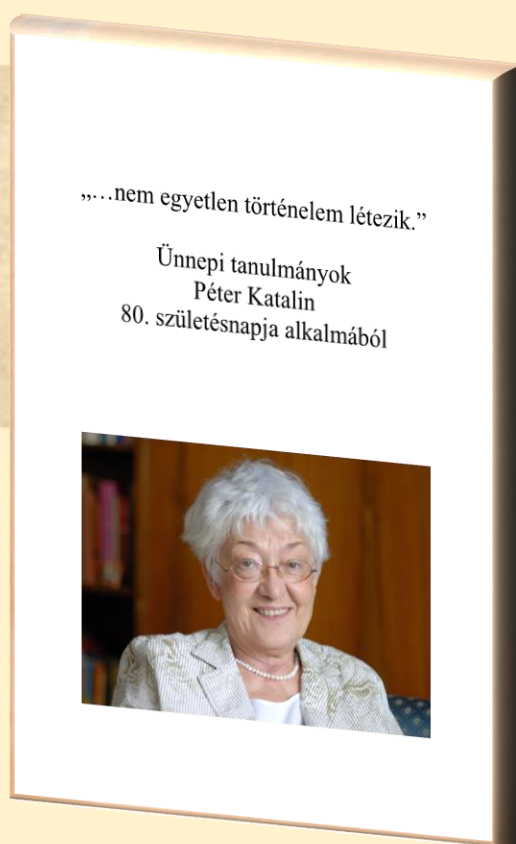 „…nem egyetlen történelem létezik.”
Ünnepi tanulmányok
Péter Katalin
80. születésnapja alkalmából